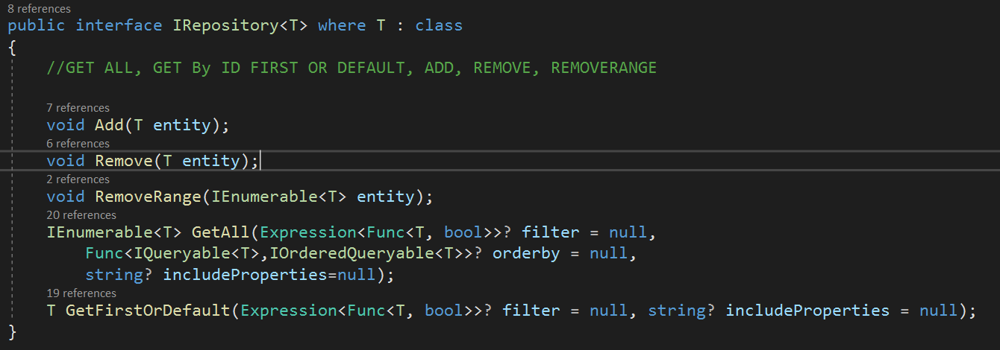 8 references
public interface IRepository<T> where T : class
{
//GET ALL, GET By ID FIRST OR DEFAULT, ADD, REMOVE, REMOVERANGE
7 references
void Add(T entity);
6 references
void Remove(T entity);
2 references
void RemoveRange(IEnumerable<T> entity);
20 references
IEnumerable<T> GetAll(Expression<Func<T, bool>>? filter = null,
Func<IQueryable<T>,IOrderedQueryable<T>>? orderby = null,
string? includeProperties=null);
19 references
T GetFirstOrDefault(Expression<Func<T, bool>>? filter = null, string? includeProperties = null);
}